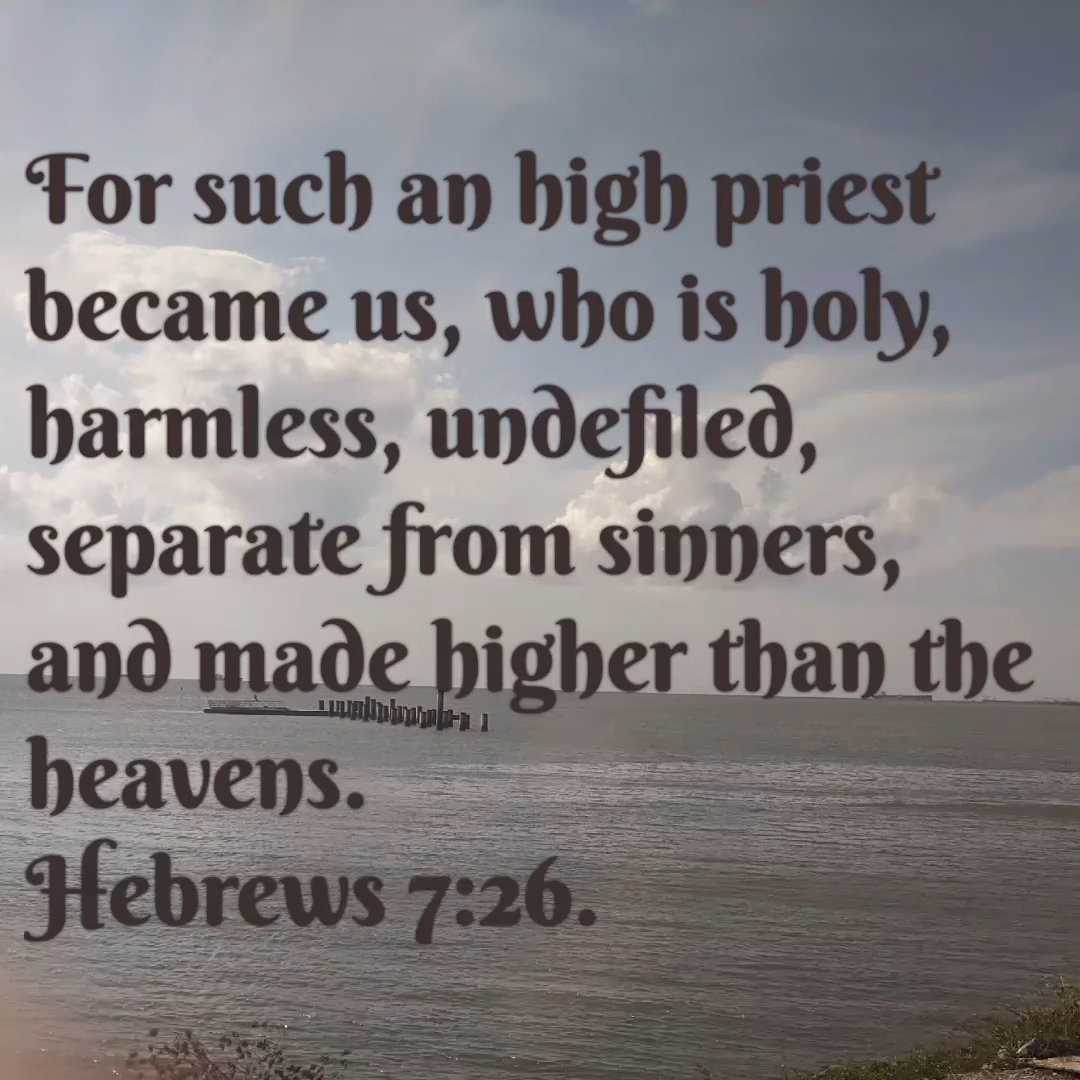 For such an high priest
became us, who is holy,
harmless, undefiled,
separate from sinners,
and made higher than the
heavens.
Hebrews 7:26.